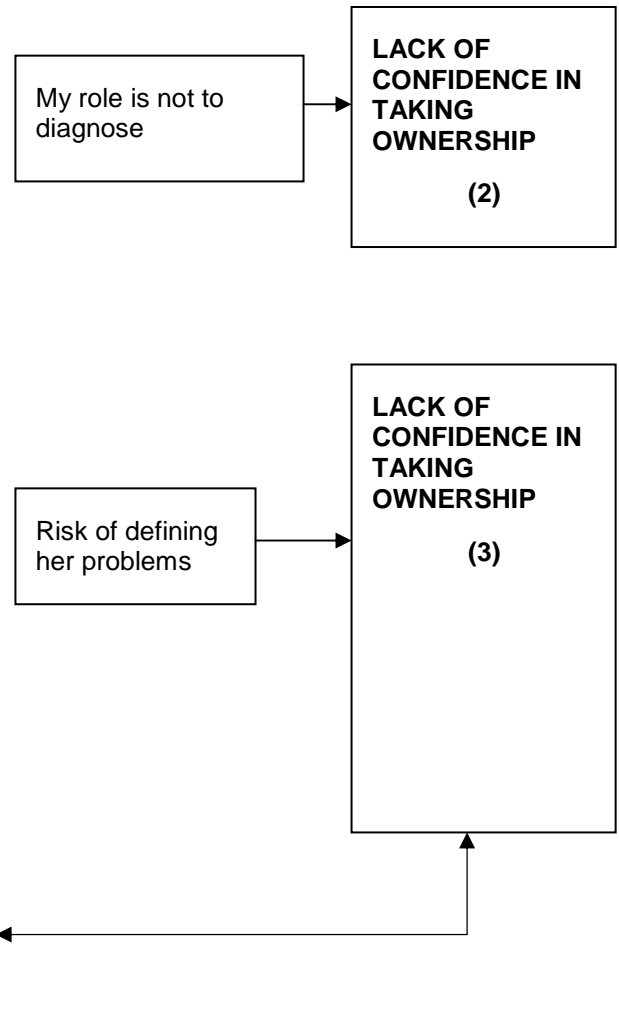 My role is not to
diagnose
LACK OF
CONFIDENCE IN
TAKING
OWNERSHIP
(2)
Risk of defining
her problems
LACK OF
CONFIDENCE IN
TAKING
OWNERSHIP
(3)